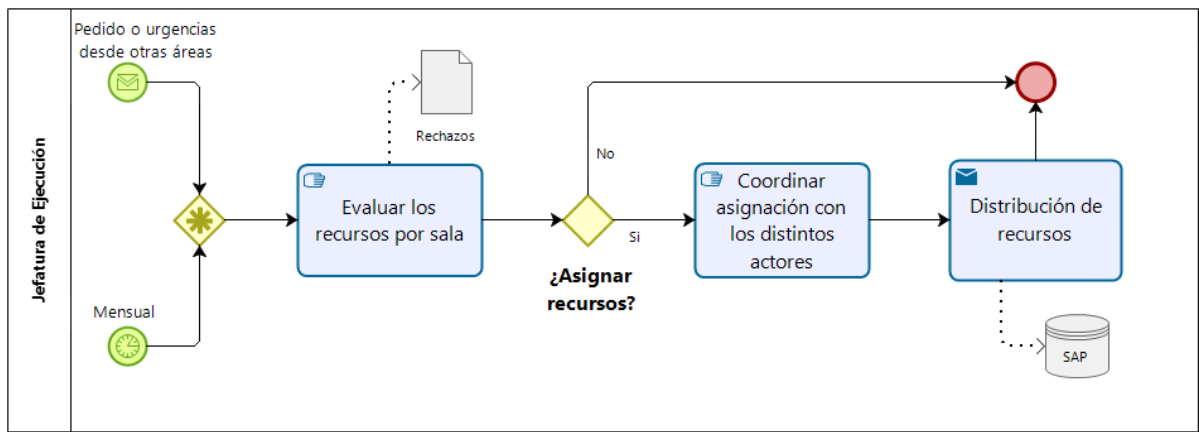 Jefatura de Ejecución
Pedido o urgencias
desde otras áreas
Mensual
Rechazos
Evaluar los
recursos por sala
No
Si
¿Asignar
recursos?
Coordinar
asignación con
los distintos
actores
Distribución de
recursos
SAP